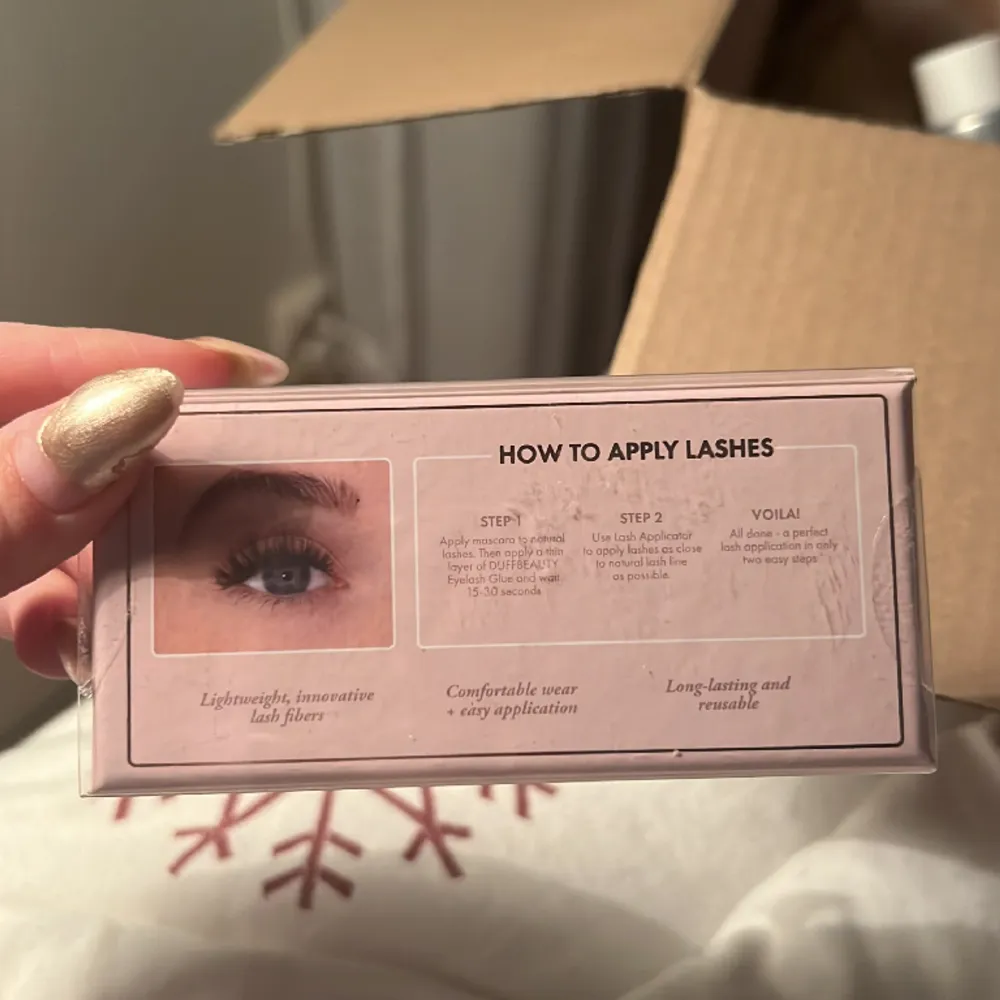 HOW TO APPLY LASHES
STEP 1
Apply mascara to natural
lashes. Then apply a thin
layer of DUFFBEAUTY
Eyelash Glue and wait
15-30 seconds
STEP 2
Use Lash Applicator
to apply lashes as close
to natural lash line
as possible.
VOILA!
All done - a perfect
lash application in only
two easy steps
Lightweight, innovative
lash fibers
Comfortable wear
+ easy application
Long-lasting and
reusable